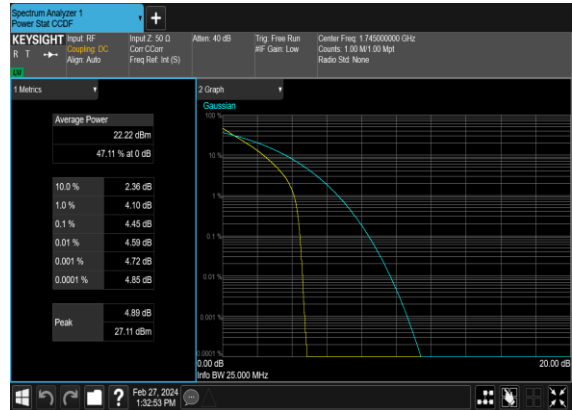 Spectrum Analyzer 1
Power Stat CCDF
KEYSIGHT
R T
LXI
Input: RF
Coupling: DC
Align: Auto
Input Z: 50 Ω
Corr CCorr
Freq Ref: Int (S)
Atten: 40 dB
Trig: Free Run
#IF Gain: Low
Center Freq: 1.745000000 GHz
Counts: 1.00 M/1.00 Mpt
Radio Std: None
1 Metrics
Average Power
22.22 dBm
47.11 % at 0 dB
10.0 % 2.36 dB
1.0 % 4.10 dB
0.1 % 4.45 dB
0.01 % 4.59 dB
0.001 % 4.72 dB
0.0001 % 4.85 dB
Peak 4.89 dB
27.11 dBm
2 Graph
Gaussian
100 %
10 %
1 %
0.1 %
0.01 %
0.001 %
0.0001 %
0.00 dB 20.00 dB
Info BW 25.000 MHz
?
Feb 27, 2024
1:32:53 PM